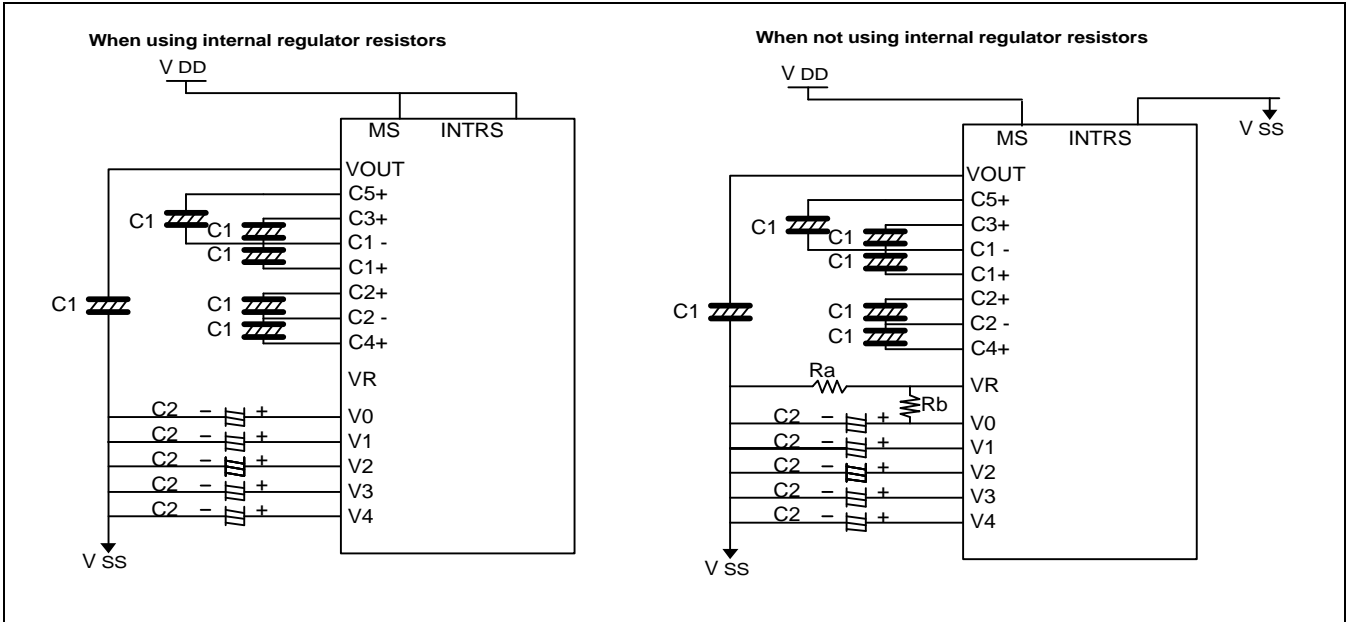 When using internal regulator resistors
V DD
MS INTRS
VOUT
C5+
C1
C3+
C1
C1 -
C1
C1+
C1
C2+
C1
C2 -
C1
C4+
VR
C2 – + V0
C2 – + V1
C2 – + V2
C2 – + V3
C2 – + V4
V SS
When not using internal regulator resistors
V DD
V SS
MS INTRS
VOUT
C5+
C1
C3+
C1
C1 -
C1
C1+
C1
C2+
C1
C2 -
C1
C4+
Ra
VR
Rb
C2 – + V0
C2 – + V1
C2 – + V2
C2 – + V3
C2 – + V4
V SS